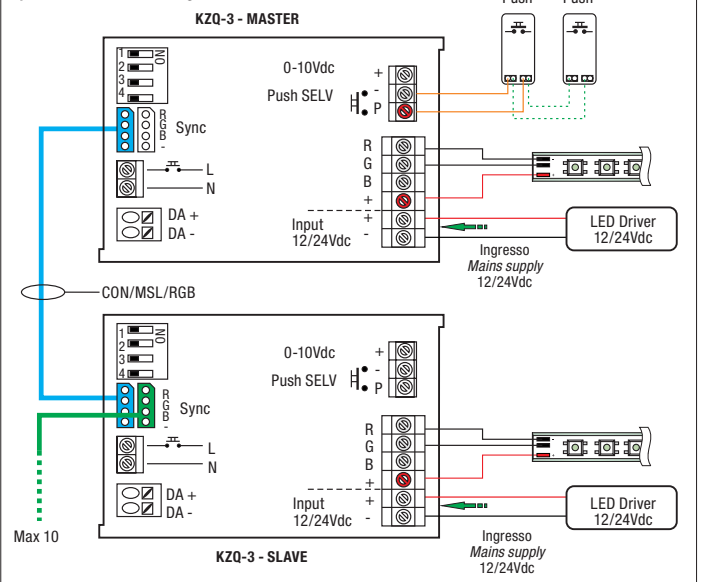 Push Push
KZQ-3 - MASTER
1
2
3
4
NO
0-10Vdc
+
-
Push SELV
P
R
G
B
-
Sync
L
N
DA +
DA -
R
G
B
+
+
-
Input
12/24Vdc
- 
+
LED Driver
12/24Vdc
Ingresso
Mains supply
12/24Vdc
CON/MSL/RGB
1
2
3
4
NO
0-10Vdc
+
-
Push SELV
P
R
G
B
-
Sync
L
N
DA +
DA -
R
G
B
+
+
-
Input
12/24Vdc
-
+
LED Driver
12/24Vdc
Ingresso
Mains supply
12/24Vdc
Max 10
KZQ-3 - SLAVE